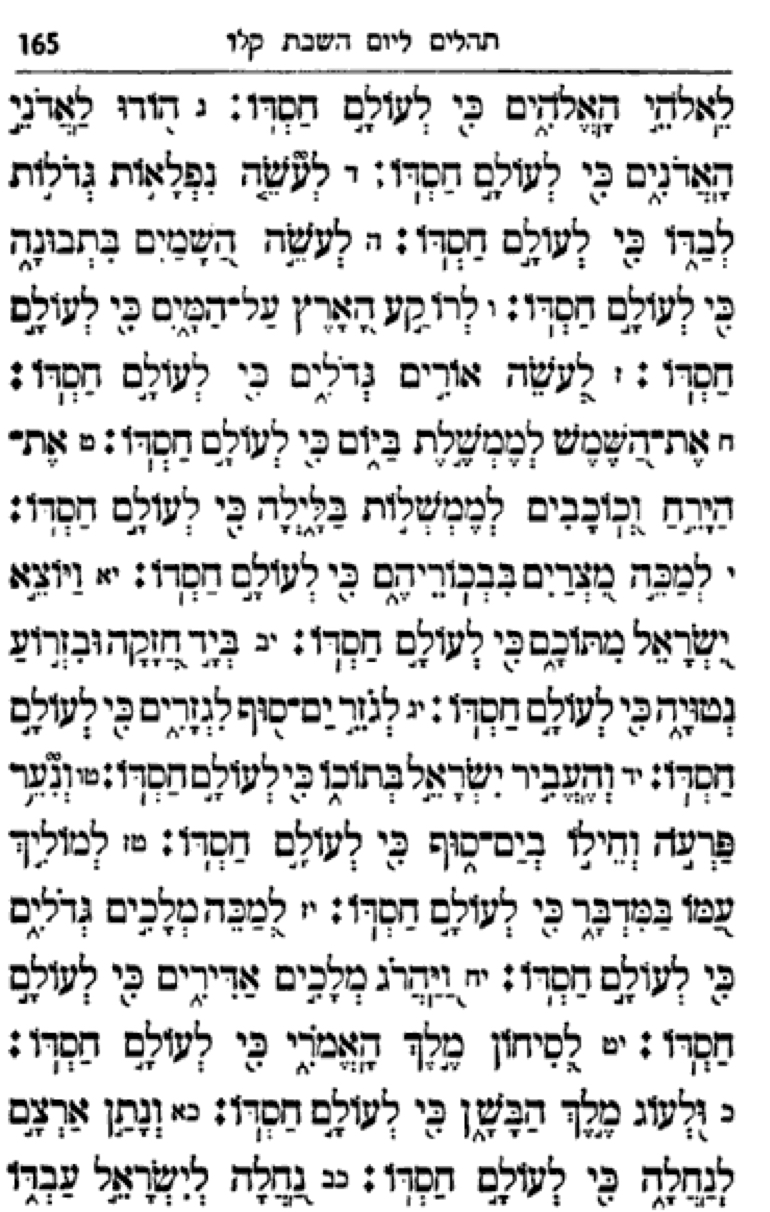 165 תהלים ליום השבת קלו
לֵאלֹהֵי הָאֱלֹהִים כִּי לְעוֹלָם חַסְדּוֹ: ג הוֹדוּ לַאֲדֹנֵי
הָאֲדֹנִים כִּי לְעוֹלָם חַסְדּוֹ: ד לְעֹשֵׂה נִפְלָאוֹת גְּדֹלוֹת
לְבַדּוֹ כִּי לְעוֹלָם חַסְדּוֹ: ה לְעֹשֵׂה הַשָּׁמַיִם בִּתְבוּנָה
כִּי לְעוֹלָם חַסְדּוֹ: ו לְרוֹקַע הָאָרֶץ עַל־הַמָּיִם כִּי לְעוֹלָם
חַסְדּוֹ: ז לְעֹשֵׂה אוֹרִים גְּדֹלִים כִּי לְעוֹלָם חַסְדּוֹ:
ח אֶת־הַשֶּׁמֶשׁ לְמֶמְשֶׁלֶת בַּיּוֹם כִּי לְעוֹלָם חַסְדּוֹ: ט אֶת־
הַיָּרֵחַ וְכוֹכָבִים לְמֶמְשְׁלוֹת בַּלָּיְלָה כִּי לְעוֹלָם חַסְדּוֹ:
י לְמַכֵּה מִצְרַיִם בִּבְכוֹרֵיהֶם כִּי לְעוֹלָם חַסְדּוֹ: יא וַיּוֹצֵא
יִשְׂרָאֵל מִתּוֹכָם כִּי לְעוֹלָם חַסְדּוֹ: יב בְּיָד חֲזָקָה וּבִזְרוֹעַ
נְטוּיָה כִּי לְעוֹלָם חַסְדּוֹ: יג לְגֹזֵר יַם־סוּף לִגְזָרִים כִּי לְעוֹלָם
חַסְדּוֹ: יד וְהֶעֱבִיר יִשְׂרָאֵל בְּתוֹכוֹ כִּי לְעוֹלָם חַסְדּוֹ: טו וְנִעֵר
פַּרְעֹה וְחֵילוֹ בְיַם־סוּף כִּי לְעוֹלָם חַסְדּוֹ: טז לְמוֹלִיךְ
עַמּוֹ בַּמִּדְבָּר כִּי לְעוֹלָם חַסְדּוֹ: יז לְמַכֵּה מְלָכִים גְּדֹלִים
כִּי לְעוֹלָם חַסְדּוֹ: יח וַיַּהֲרֹג מְלָכִים אַדִּירִים כִּי לְעוֹלָם
חַסְדּוֹ: יט לְסִיחוֹן מֶלֶךְ הָאֱמֹרִי כִּי לְעוֹלָם חַסְדּוֹ:
כ וּלְעוֹג מֶלֶךְ הַבָּשָׁן כִּי לְעוֹלָם חַסְדּוֹ: כא וְנָתַן אַרְצָם
לְנַחֲלָה כִּי לְעוֹלָם חַסְדּוֹ: כב נַחֲלָה לְיִשְׂרָאֵל עַבְדּוֹ